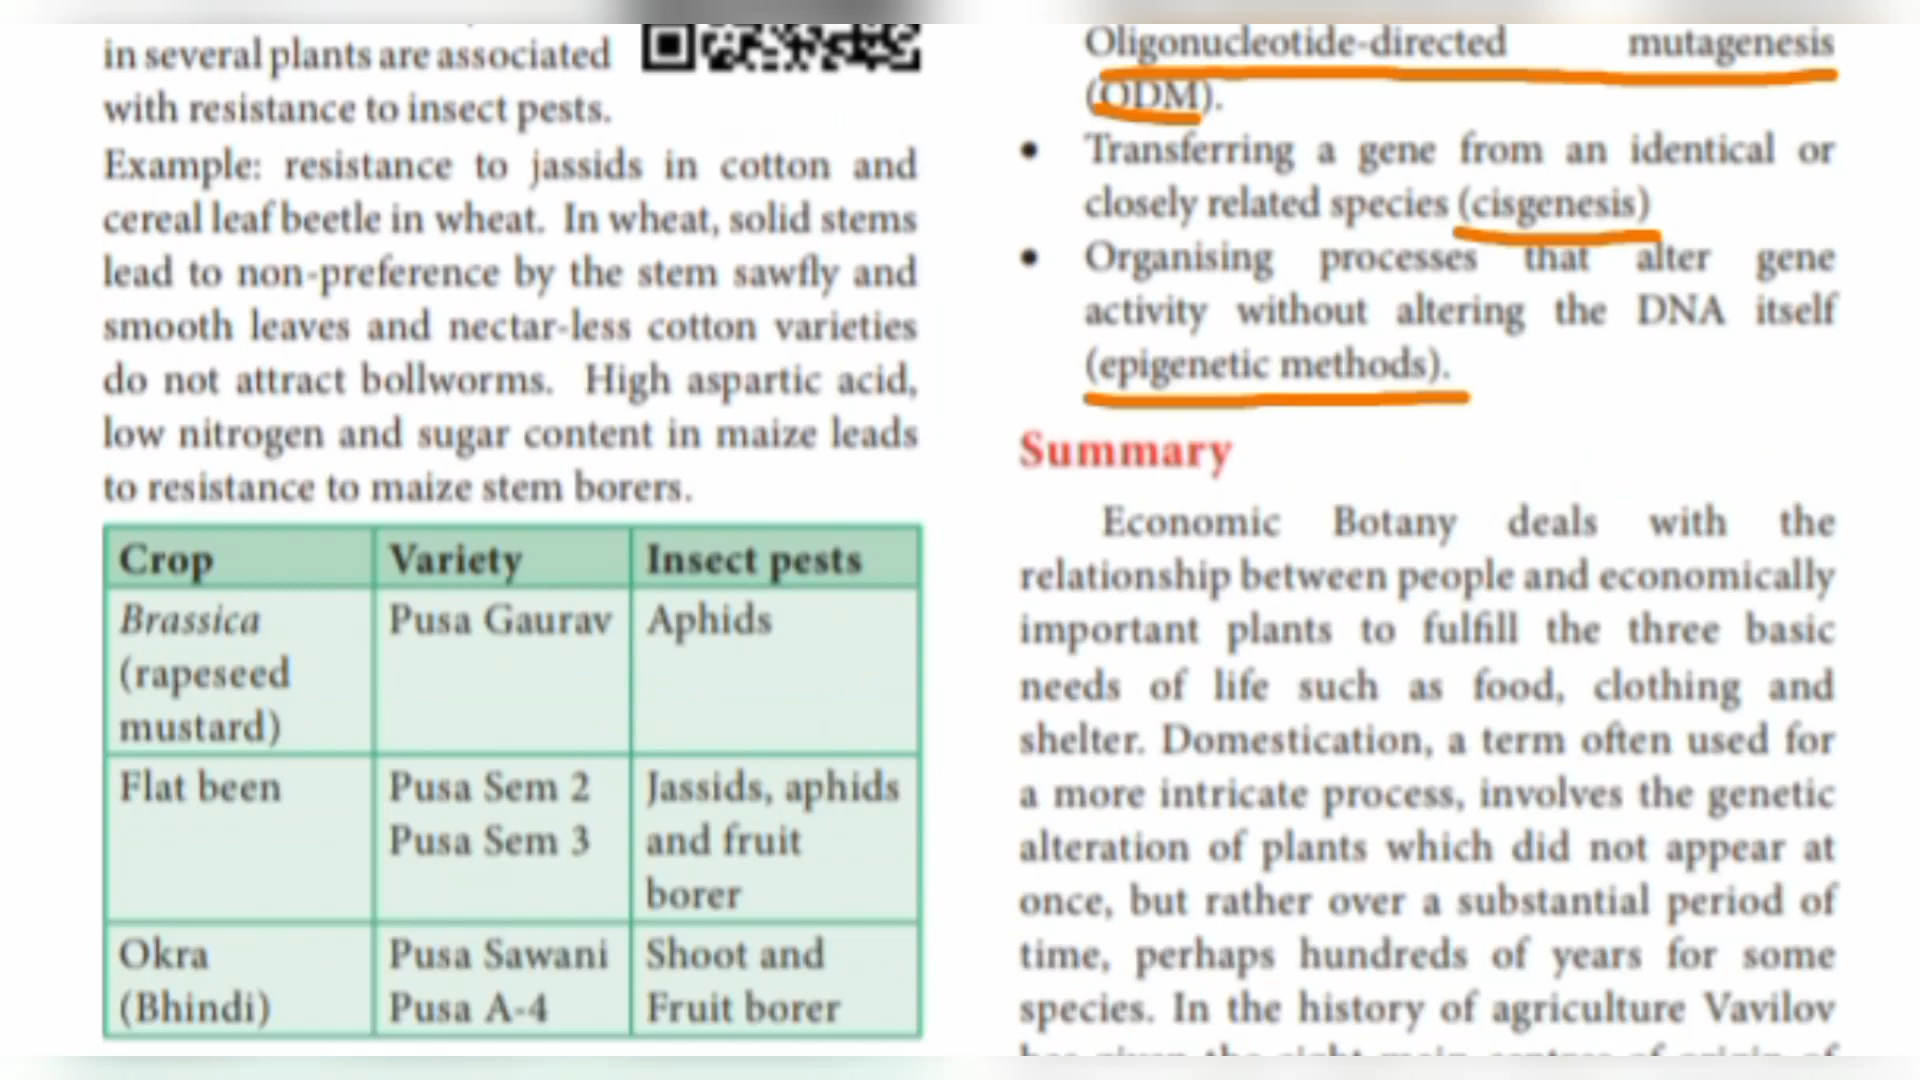 in several plants are associated
with resistance to insect pests.
Example: resistance to jassids in cotton and
cereal leaf beetle in wheat. In wheat, solid stems
lead to non-preference by the stem sawfly and
smooth leaves and nectar-less cotton varieties
do not attract bollworms. High aspartic acid,
low nitrogen and sugar content in maize leads
to resistance to maize stem borers.
Crop Variety Insect pests
Brassica Pusa Gaurav Aphids
(rapeseed
mustard)
Flat been Pusa Sem 2 Jassids, aphids
Pusa Sem 3 and fruit
borer
Okra Pusa Sawani Shoot and
(Bhindi) Pusa A-4 Fruit borer
Oligonucleotide-directed mutagenesis
(ODM).
• Transferring a gene from an identical or
closely related species (cisgenesis)
• Organising processes that alter gene
activity without altering the DNA itself
(epigenetic methods).
Summary
Economic Botany deals with the
relationship between people and economically
important plants to fulfill the three basic
needs of life such as food, clothing and
shelter. Domestication, a term often used for
a more intricate process, involves the genetic
alteration of plants which did not appear at
once, but rather over a substantial period of
time, perhaps hundreds of years for some
species. In the history of agriculture Vavilov